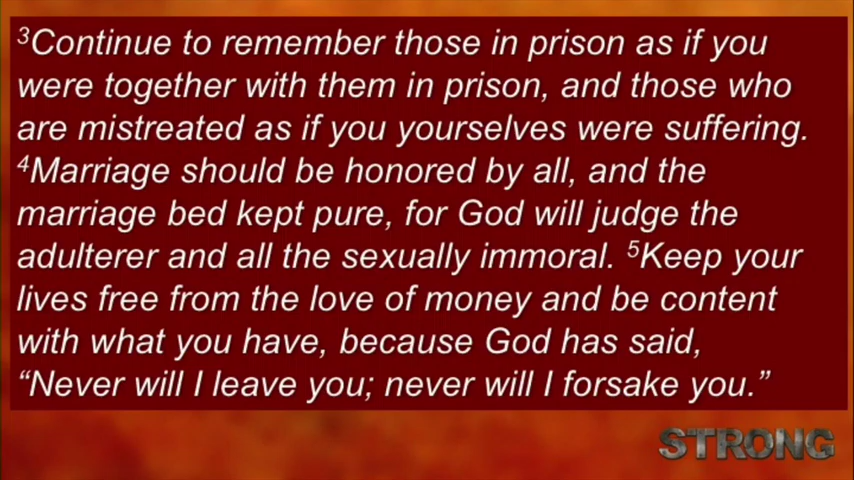 ³Continue to remember those in prison as if you
were together with them in prison, and those who
are mistreated as if you yourselves were suffering.
⁴Marriage should be honored by all, and the
marriage bed kept pure, for God will judge the
adulterer and all the sexually immoral. ⁵Keep your
lives free from the love of money and be content
with what you have, because God has said,
“Never will I leave you; never will I forsake you.”
STRONG